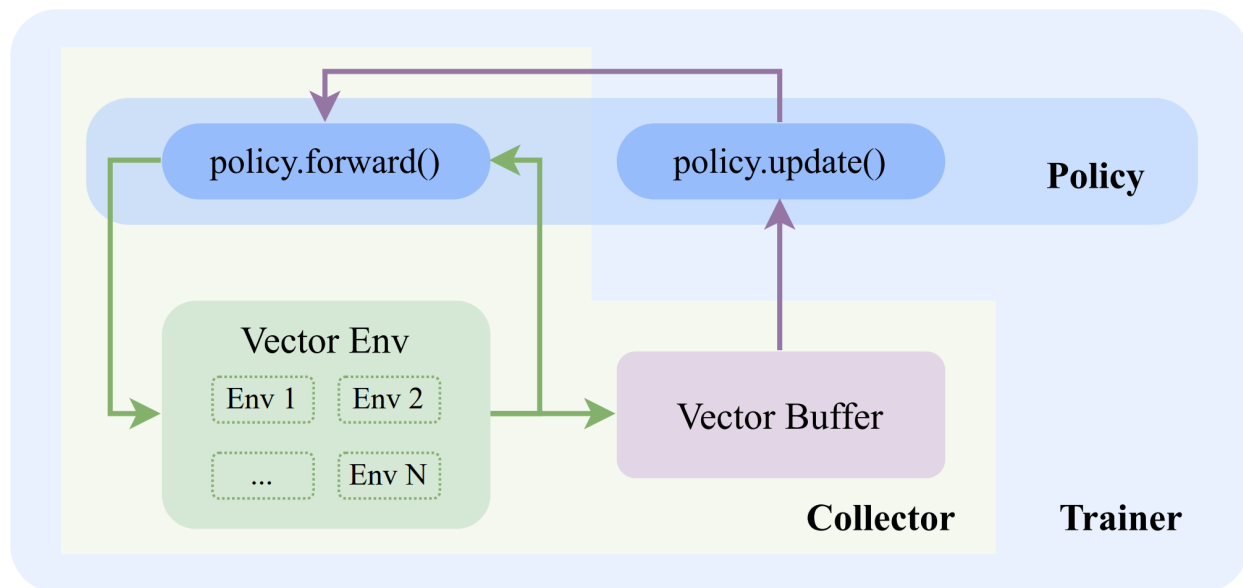 policy.forward()
policy.update()
Policy
Vector Env
Env 1
Env 2
...
Env N
Vector Buffer
Collector
Trainer